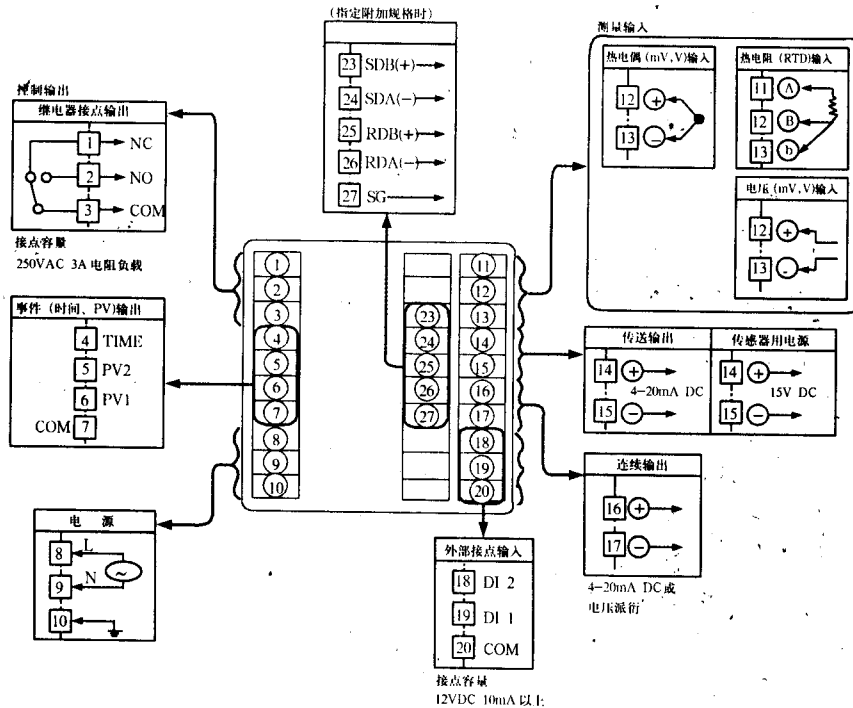 (指定附加规格时)
23 SDB(+)
24 SDA(−)
25 RDB(+)
26 RDA(−)
27 SG
控制输出
继电器接点输出
1 NC
2 NO
3 COM
接点容量
250VAC 3A 电阻负载
事件 (时间、PV)输出
4 TIME
5 PV2
6 PV1
COM 7
电 源
8 L
9 N
10
~
1
2
3
4
5
6
7
8
9
10
23
24
25
26
27
11
12
13
14
15
16
17
18
19
20
测量输入
热电偶 (mV,V)输入
12 +
13 −
热电阻 (RTD)输入
11 A
12 B
13 b
电压 (mV,V)输入
12 +
13 -
传送输出
14 +
4-20mA DC
15 −
传感器用电源
14 +
15V DC
15 −
连续输出
16 +
17 −
4-20mA DC或
电压派衍
外部接点输入
18 DI 2
19 DI 1
20 COM
接点容量
12VDC 10mA 以上